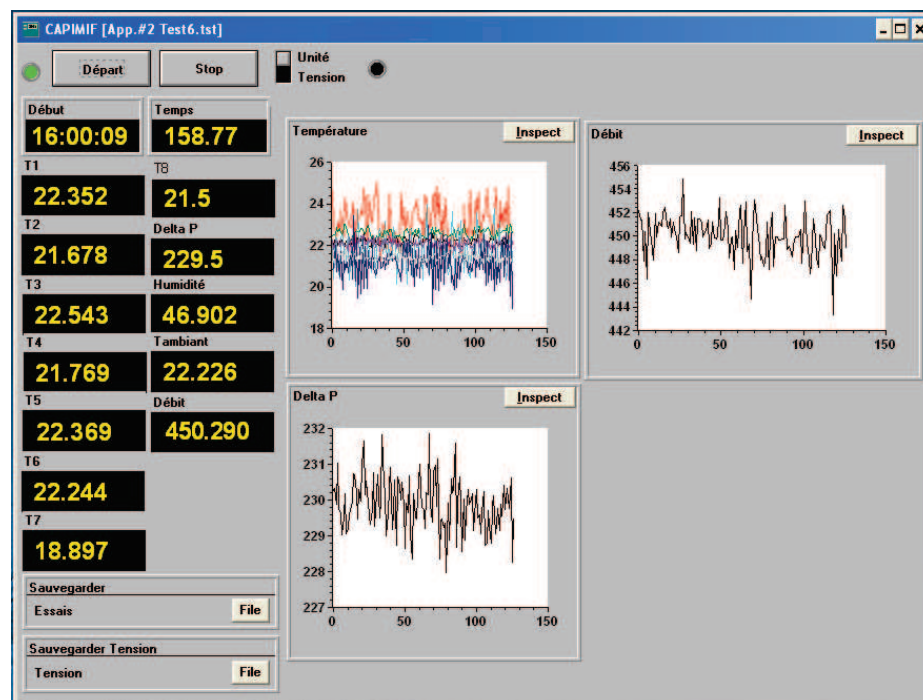 CAPIMIF [App.#2 Test6.tst]
Départ
Stop
Unité
Tension
Début
Temps
16:00:09
158.77
T1
T8
22.352
21.5
T2
Delta P
21.678
229.5
T3
Humidité
22.543
46.902
T4
Tambiant
21.769
22.226
T5
Débit
22.369
450.290
T6
22.244
T7
18.897
Sauvegarder
Essais
File
Sauvegarder Tension
Tension
File
Température
Inspect
26
24
22
20
18
0
50
100
150
Débit
Inspect
456
454
452
450
448
446
444
442
0
50
100
150
Delta P
Inspect
232
231
230
229
228
227
0
50
100
150